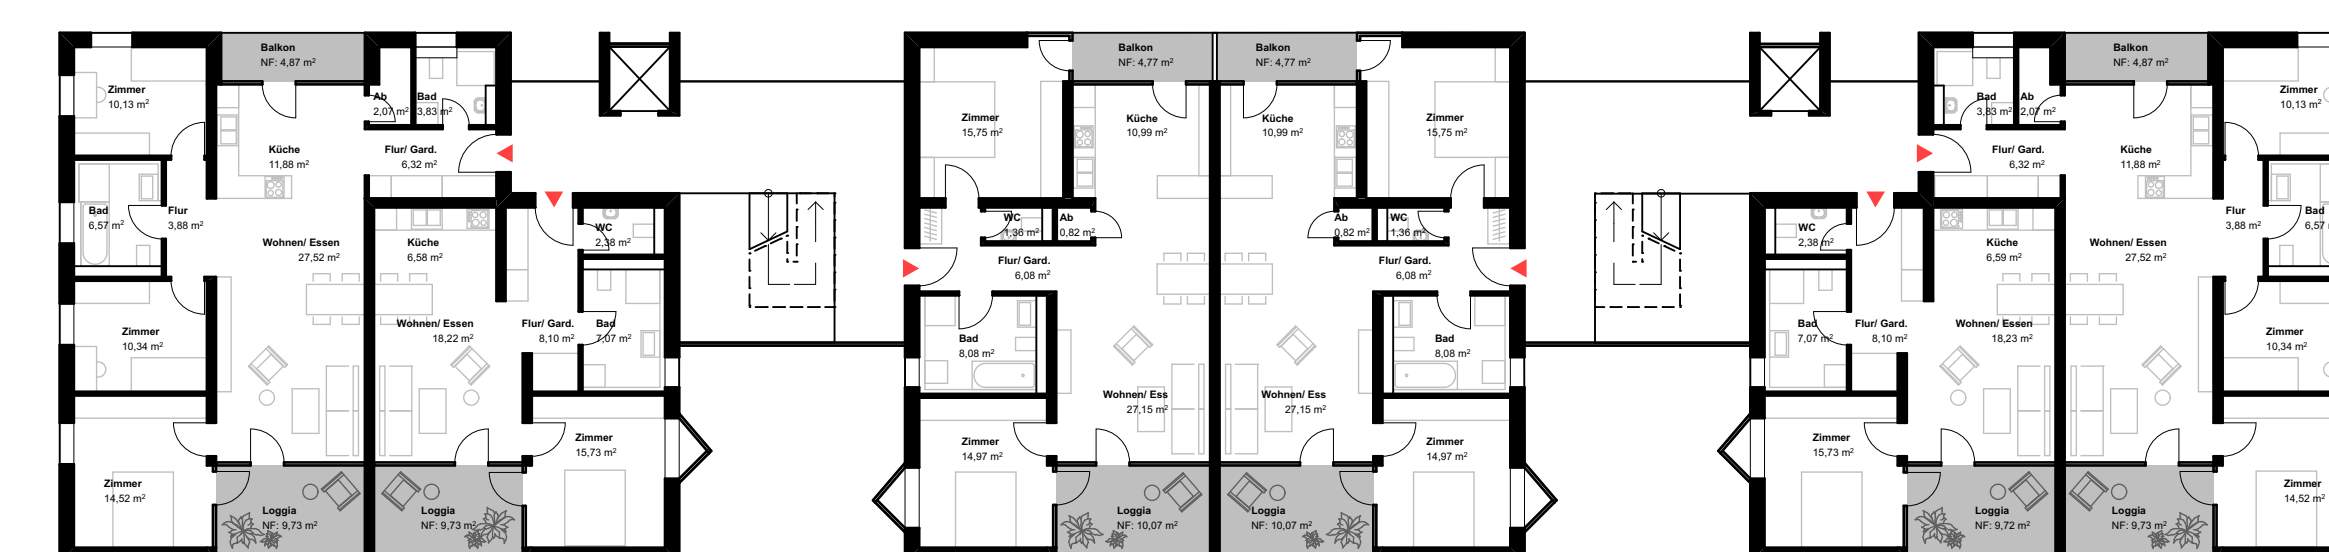 Balkon
NF: 4,87 m²
Zimmer
10,13 m²
Ab
2,07 m²
Bad
3,83 m²
Küche
11,88 m²
Flur/ Gard.
6,32 m²
Bad
6,57 m²
Flur
3,88 m²
Wohnen/ Essen
27,52 m²
Zimmer
10,34 m²
Zimmer
14,52 m²
Loggia
NF: 9,73 m²
Küche
6,58 m²
WC
2,38 m²
Wohnen/ Essen
18,22 m²
Flur/ Gard.
8,10 m²
Bad
7,07 m²
Zimmer
15,73 m²
Loggia
NF: 9,73 m²
Balkon
NF: 4,77 m²
Zimmer
15,75 m²
Küche
10,99 m²
WC
1,36 m²
Ab
0,82 m²
Flur/ Gard.
6,08 m²
Bad
8,08 m²
Wohnen/ Ess
27,15 m²
Zimmer
14,97 m²
Loggia
NF: 10,07 m²
Balkon
NF: 4,77 m²
Küche
10,99 m²
Zimmer
15,75 m²
Ab
0,82 m²
WC
1,36 m²
Flur/ Gard.
6,08 m²
Bad
8,08 m²
Wohnen/ Ess
27,15 m²
Zimmer
14,97 m²
Loggia
NF: 10,07 m²
Bad
3,83 m²
Ab
2,07 m²
Balkon
NF: 4,87 m²
Zimmer
10,13 m²
Flur/ Gard.
6,32 m²
Küche
11,88 m²
WC
2,38 m²
Küche
6,59 m²
Wohnen/ Essen
27,52 m²
Flur
3,88 m²
Bad
6,57
Bad
7,07 m²
Flur/ Gard.
8,10 m²
Wohnen/ Essen
18,23 m²
Zimmer
10,34 m²
Zimmer
15,73 m²
Zimmer
14,52 m²
Loggia
NF: 9,72 m²
Loggia
NF: 9,73 m²